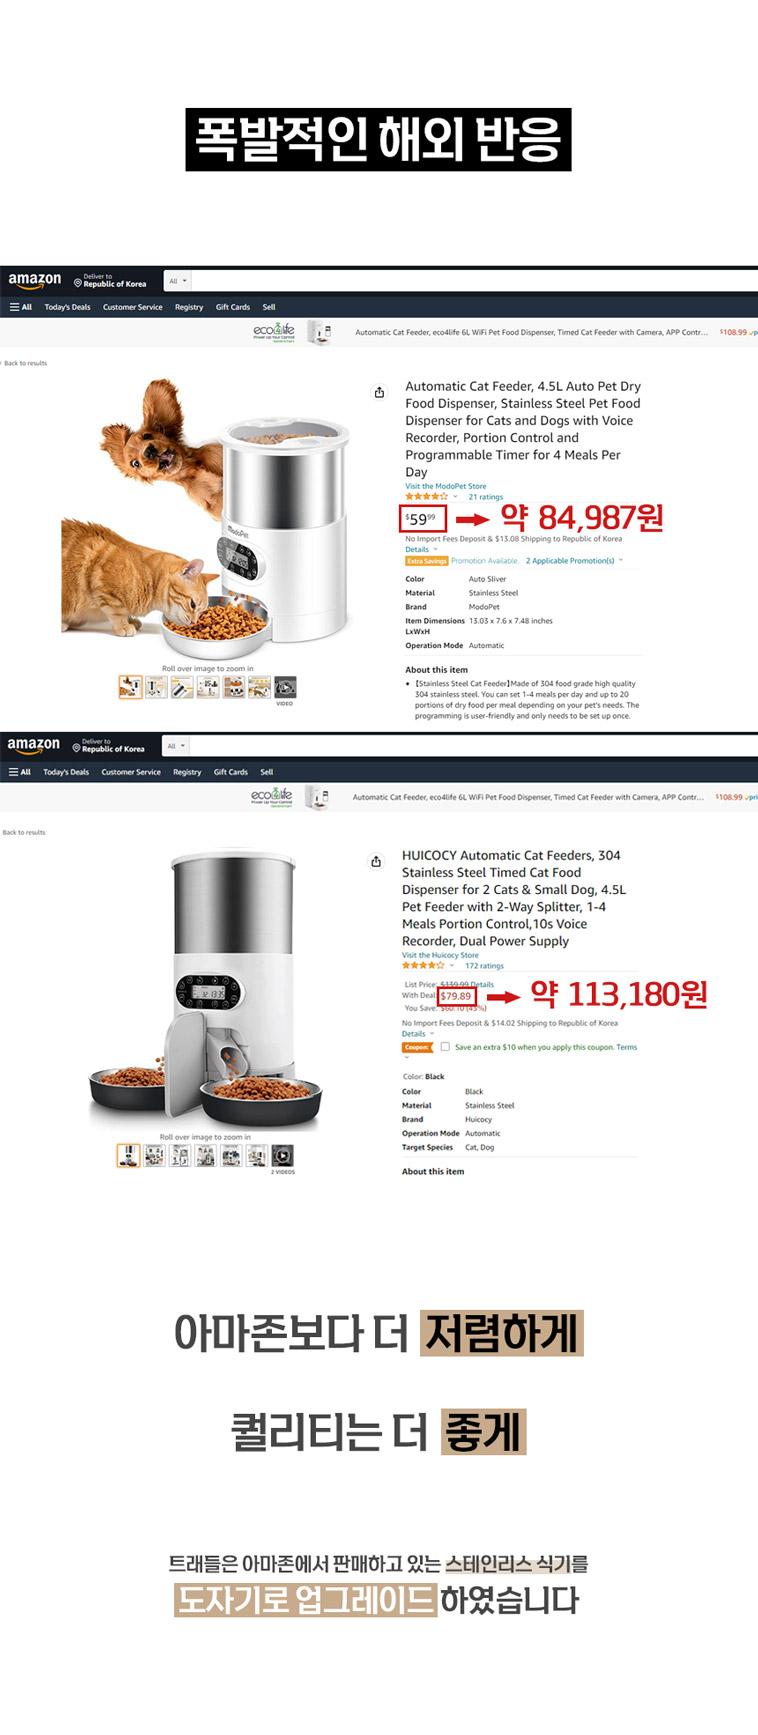 폭발적인 해외 반응
amazon
Deliver to
Republic of Korea
All
All Today's Deals Customer Service Registry Gift Cards Sell
eco4life
Automatic Cat Feeder, eco4life 6L WiFi Pet Food Dispenser, Timed Cat Feeder with Camera, APP Contr... $108.99
Back to results
Automatic Cat Feeder, 4.5L Auto Pet Dry
Food Dispenser, Stainless Steel Pet Food
Dispenser for Cats and Dogs with Voice
Recorder, Portion Control and
Programmable Timer for 4 Meals Per
Day
Visit the ModoPet Store
21 ratings
$59.99 약 84,987원
No Import Fees Deposit & $13.08 Shipping to Republic of Korea
Details
Extra Savings Promotion Available. 2 Applicable Promotion(s)
Color Auto Sliver
Material Stainless Steel
Brand ModoPet
Item Dimensions 13.03 x 7.6 x 7.48 inches
LxWxH
Operation Mode Automatic
About this item
• 【Stainless Steel Cat Feeder】Made of 304 food grade high quality
304 stainless steel. You can set 1-4 meals per day and up to 20
portions of dry food per meal depending on your pet's needs. The
programming is user-friendly and only needs to be set up once.
ModoPet
Roll over image to zoom in
VIDEO
amazon
Deliver to
Republic of Korea
All
All Today's Deals Customer Service Registry Gift Cards Sell
eco4life
Automatic Cat Feeder, eco4life 6L WiFi Pet Food Dispenser, Timed Cat Feeder with Camera, APP Contr... $108.99
Back to results
HUICOCY Automatic Cat Feeders, 304
Stainless Steel Timed Cat Food
Dispenser for 2 Cats & Small Dog, 4.5L
Pet Feeder with 2-Way Splitter, 1-4
Meals Portion Control,10s Voice
Recorder, Dual Power Supply
Visit the Huicocy Store
172 ratings
List Price: $139.99 Details
With Deal: $79.89 약 113,180원
You Save: $60.10 (43%)
No Import Fees Deposit & $14.02 Shipping to Republic of Korea
Details
Coupon: Save an extra $10 when you apply this coupon. Terms
Color: Black
Color Black
Material Stainless Steel
Brand Huicocy
Operation Mode Automatic
Target Species Cat, Dog
About this item
Roll over image to zoom in
2 VIDEOS
아마존보다 더 저렴하게
퀄리티는 더 좋게
트래들은 아마존에서 판매하고 있는 스테인리스 식기를
도자기로 업그레이드 하였습니다